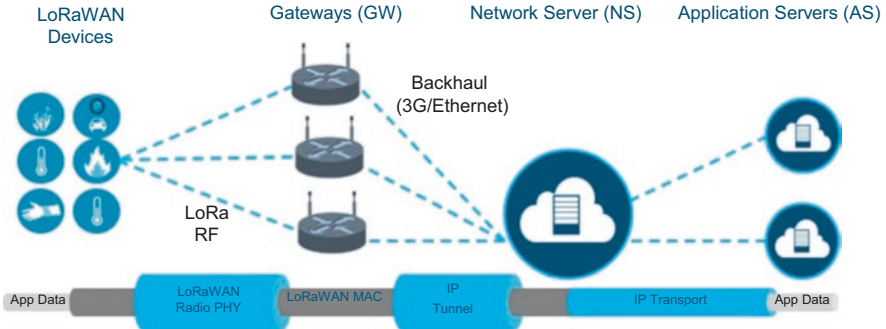 LoRaWAN
Devices
Gateways (GW)
Network Server (NS)
Application Servers (AS)
Backhaul
(3G/Ethernet)
LoRa
RF
App Data
LoRaWAN
Radio PHY
LoRaWAN MAC
IP
Tunnel
IP Transport
App Data